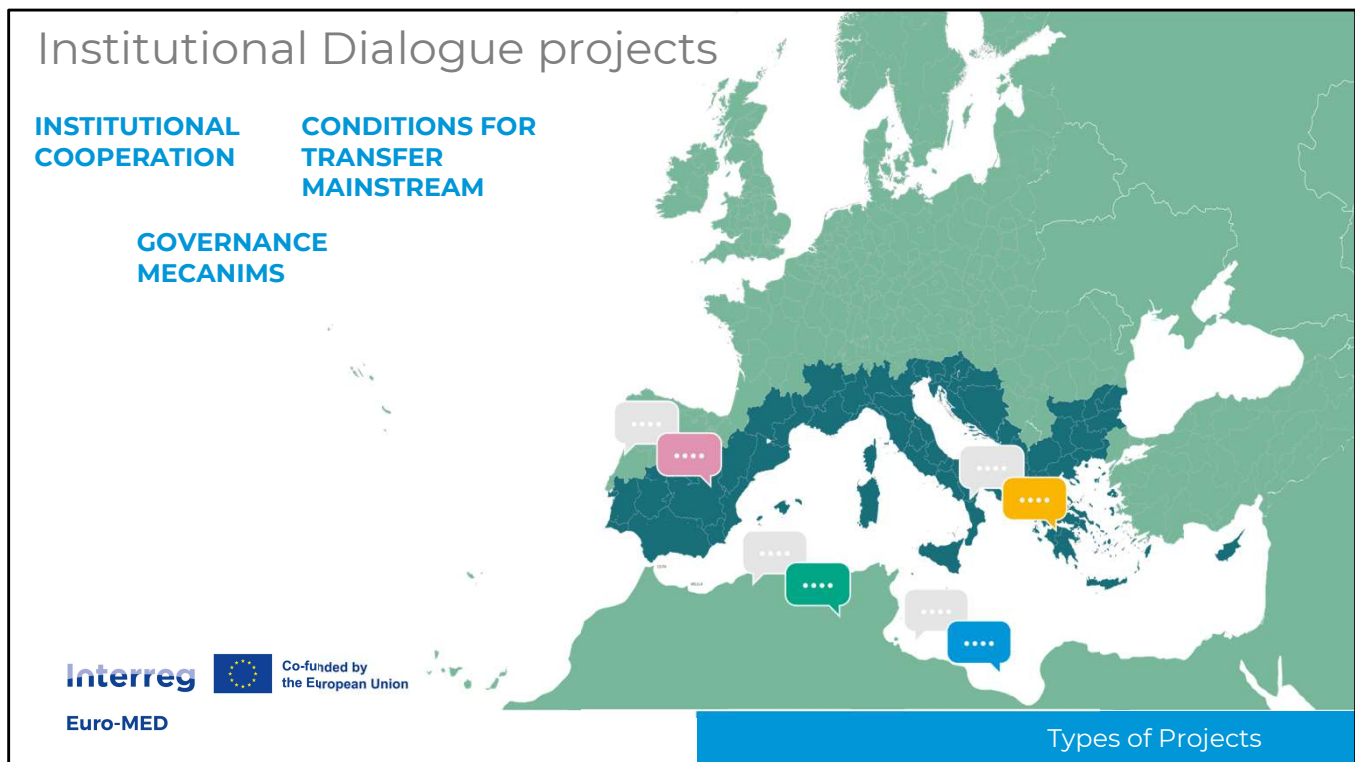 Institutional Dialogue projects
INSTITUTIONAL
COOPERATION
CONDITIONS FOR
TRANSFER
MAINSTREAM
GOVERNANCE
MECANIMS
Interreg
Co-funded by
the European Union
Euro-MED
Types of Projects